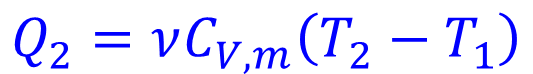 Q₂ = νC_{V,m}(T₂ − T₁)